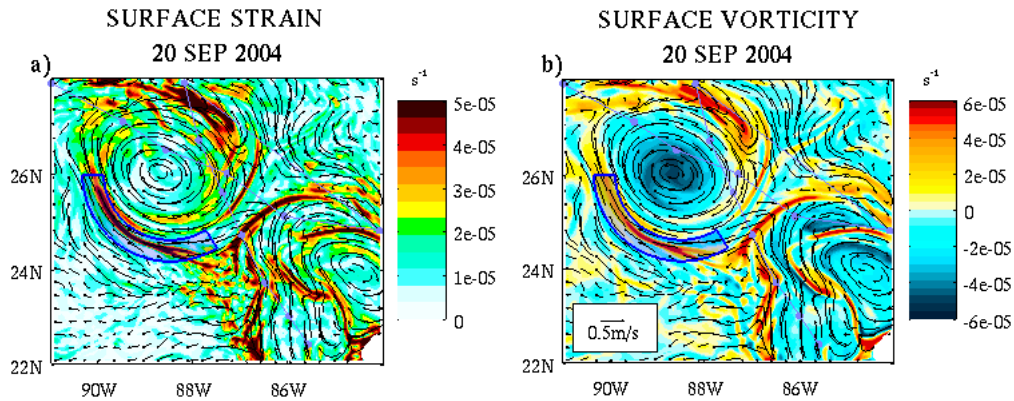 SURFACE STRAIN
20 SEP 2004
a)
s⁻¹
5e-05
4e-05
3e-05
2e-05
1e-05
0
26N
24N
22N
90W 88W 86W
SURFACE VORTICITY
20 SEP 2004
b)
s⁻¹
6e-05
4e-05
2e-05
0
-2e-05
-4e-05
-6e-05
26N
24N
22N
0.5m/s
90W 88W 86W